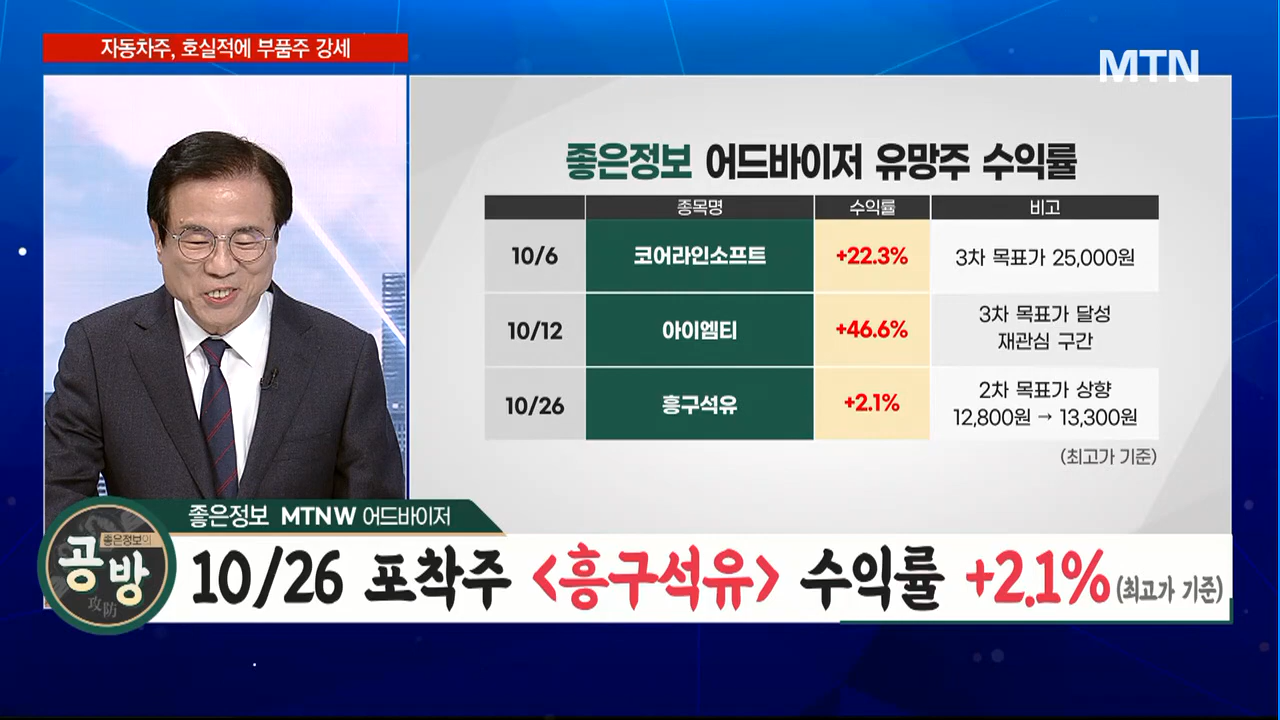 자동차주, 호실적에 부품주 강세
MTN
좋은정보 어드바이저 유망주 수익률
종목명 수익률 비고
10/6 코어라인소프트 +22.3% 3차 목표가 25,000원
10/12 아이엠티 +46.6% 3차 목표가 달성
재관심 구간
10/26 흥구석유 +2.1% 2차 목표가 상향
12,800원 → 13,300원
(최고가 기준)
좋은정보 MTNW 어드바이저
좋은정보의
공방
攻防
10/26 포착주 <흥구석유> 수익률 +2.1% (최고가 기준)